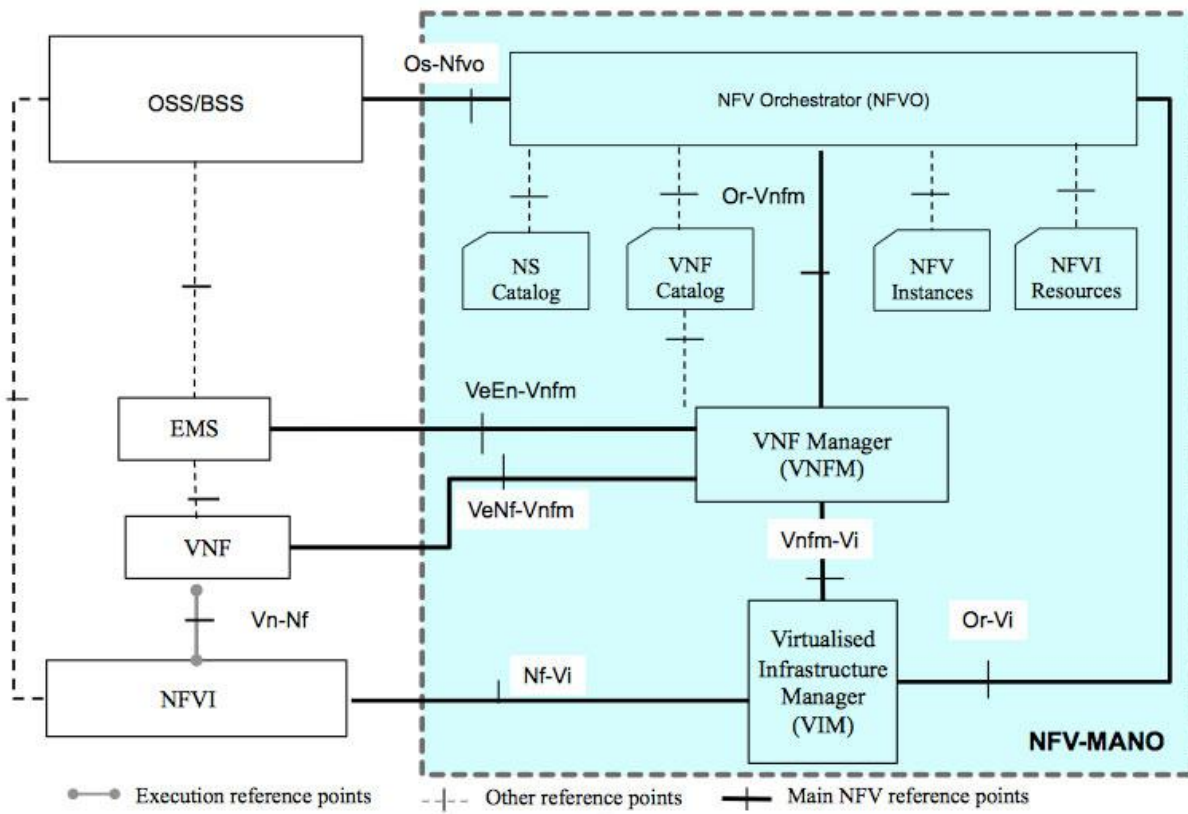 Os-Nfvo
OSS/BSS
NFV Orchestrator (NFVO)
Or-Vnfm
NS
Catalog
VNF
Catalog
NFV
Instances
NFVI
Resources
VeEn-Vnfm
EMS
VNF Manager
(VNFM)
VeNf-Vnfm
VNF
Vnfm-Vi
Vn-Nf
Or-Vi
Virtualised
Infrastructure
Manager
(VIM)
Nf-Vi
NFVI
NFV-MANO
Execution reference points
Other reference points
Main NFV reference points